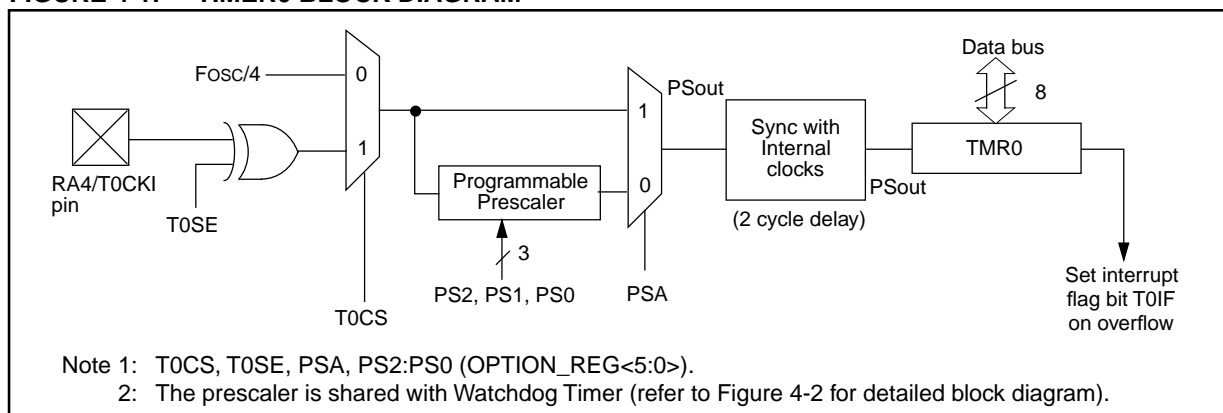 FIGURE 4-1: TIMER0 BLOCK DIAGRAM
Data bus
FOSC/4
0
PSout
8
1
1
Sync with
Internal
clocks
TMR0
RA4/T0CKI
pin
Programmable
Prescaler
0
PSout
T0SE
(2 cycle delay)
3
PS2, PS1, PS0
PSA
Set interrupt
flag bit T0IF
on overflow
T0CS
Note 1: T0CS, T0SE, PSA, PS2:PS0 (OPTION_REG<5:0>).
2: The prescaler is shared with Watchdog Timer (refer to Figure 4-2 for detailed block diagram).